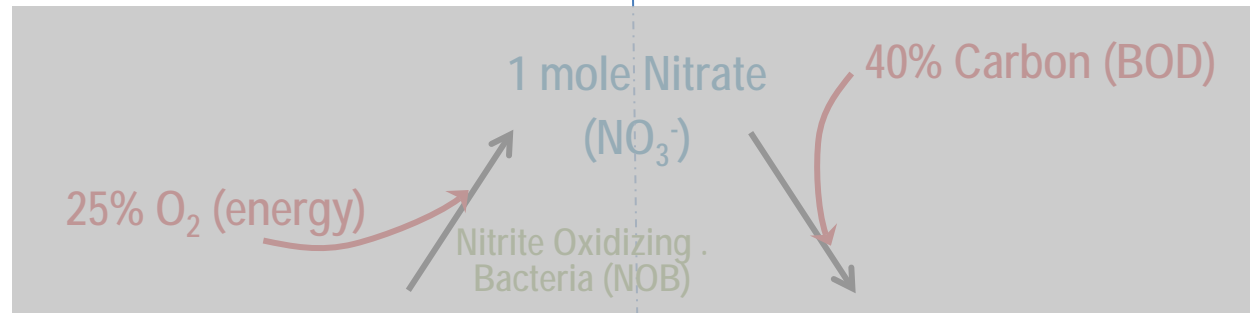 1 mole Nitrate
(NO₃⁻)
40% Carbon (BOD)
25% O₂ (energy)
Nitrite Oxidizing .
Bacteria (NOB)